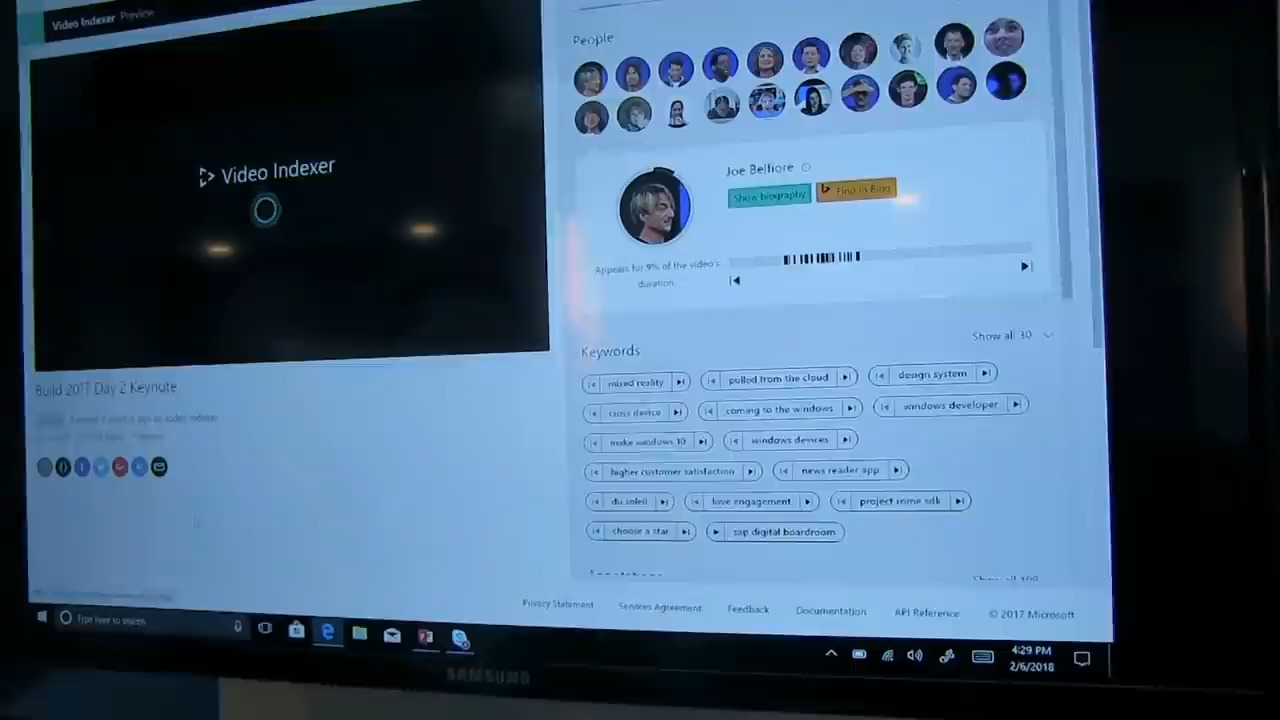 Video Indexer Preview
Video Indexer
Build 2017 Day 2 Keynote
People
Joe Belfiore
Show biography
Find in Bing
Appears for 9% of the video's
duration.
Keywords
Show all 30
mixed reality
pulled from the cloud
design system
cross device
coming to the windows
windows developer
make windows 10
windows devices
higher customer satisfaction
news reader app
du soleil
love engagement
project rome sdk
choose a star
sap digital boardroom
Privacy Statement
Services Agreement
Feedback
Documentation
API Reference
© 2017 Microsoft
Type here to search
4:29 PM
2/6/2018
SAMSUNG